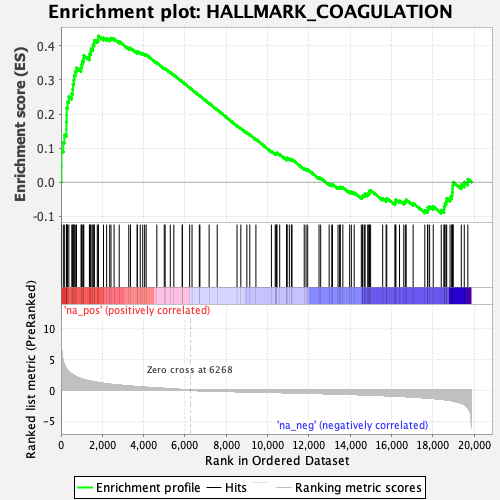 Enrichment plot: HALLMARK_COAGULATION
Enrichment score (ES)
0.4
0.3
0.2
0.1
0.0
-0.1
'na_pos' (positively correlated)
Ranked list metric (PreRanked)
10
5
0
-5
Zero cross at 6268
'na_neg' (negatively correlated)
0
2,000
4,000
6,000
8,000
10,000
12,000
14,000
16,000
18,000
20,000
Rank in Ordered Dataset
Enrichment profile
Hits
Ranking metric scores